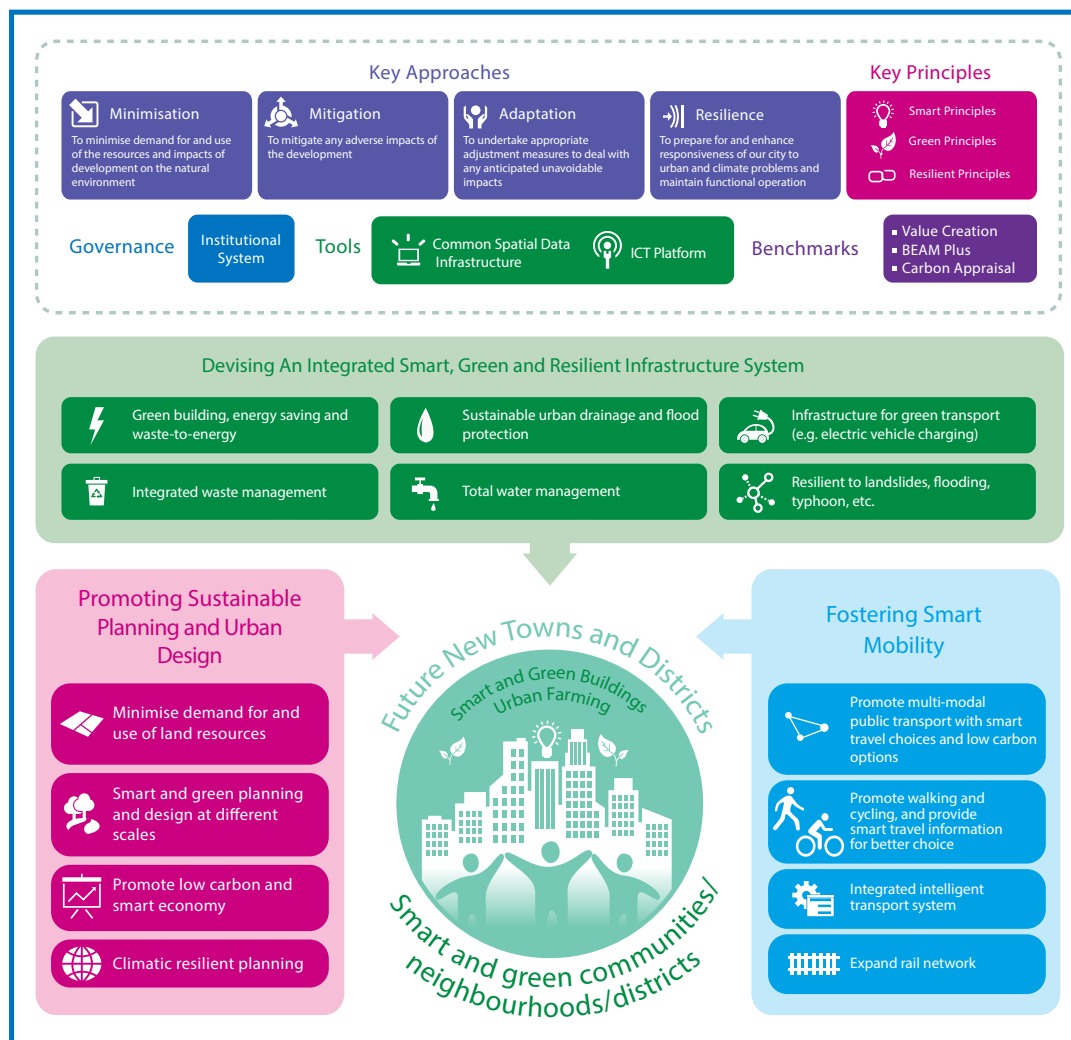 Key Approaches
Key Principles
Minimisation
To minimise demand for and use
of the resources and impacts of
development on the natural
environment
Mitigation
To mitigate any adverse impacts of
the development
Adaptation
To undertake appropriate
adjustment measures to deal with
any anticipated unavoidable
impacts
Resilience
To prepare for and enhance
responsiveness of our city to
urban and climate problems and
maintain functional operation
Smart Principles
Green Principles
Resilient Principles
Governance
Institutional
System
Tools
Common Spatial Data
Infrastructure
ICT Platform
Benchmarks
▪ Value Creation
▪ BEAM Plus
▪ Carbon Appraisal
Devising An Integrated Smart, Green and Resilient Infrastructure System
Green building, energy saving and
waste-to-energy
Sustainable urban drainage and flood
protection
Infrastructure for green transport
(e.g. electric vehicle charging)
Integrated waste management
Total water management
Resilient to landslides, flooding,
typhoon, etc.
Promoting Sustainable
Planning and Urban
Design
Minimise demand for and
use of land resources
Smart and green planning
and design at different
scales
Promote low carbon and
smart economy
Climatic resilient planning
Future New Towns and Districts
Smart and Green Buildings
Urban Farming
Smart and green communities/
neighbourhoods/districts
Fostering Smart
Mobility
Promote multi-modal
public transport with smart
travel choices and low carbon
options
Promote walking and
cycling, and provide
smart travel information
for better choice
Integrated intelligent
transport system
Expand rail network